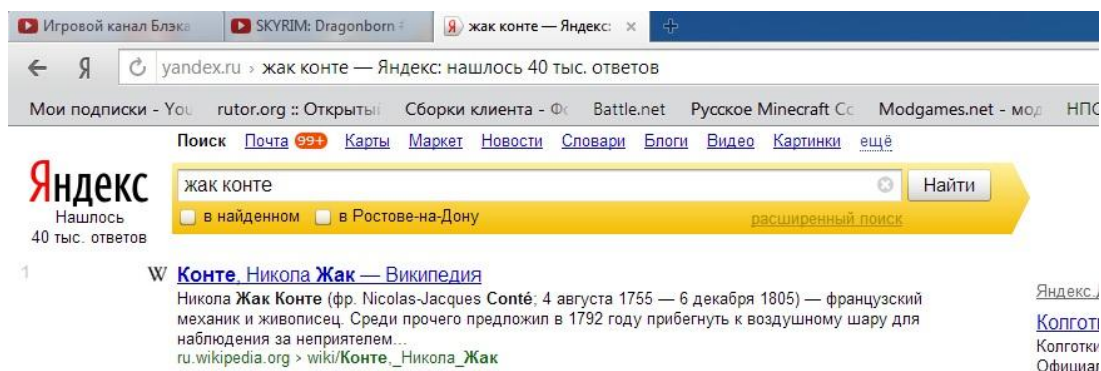 Игровой канал Блэка SKYRIM: Dragonborn жак конте — Яндекс:
Я yandex.ru › жак конте — Яндекс: нашлось 40 тыс. ответов
Мои подписки - You rutor.org :: Открытый Сборки клиента - Battle.net Русское Minecraft Modgames.net - мод НПС
Поиск Почта 99+ Карты Маркет Новости Словари Блоги Видео Картинки ещё
Яндекс
жак конте Найти
в найденном в Ростове-на-Дону расширенный поиск
Нашлось
40 тыс. ответов
1 W Конте, Никола Жак — Википедия
Никола Жак Конте (фр. Nicolas-Jacques Conté; 4 августа 1755 — 6 декабря 1805) — французский
механик и живописец. Среди прочего предложил в 1792 году прибегнуть к воздушному шару для
наблюдения за неприятелем...
ru.wikipedia.org › wiki/Конте,_Никола_Жак
Яндекс.
Колготки